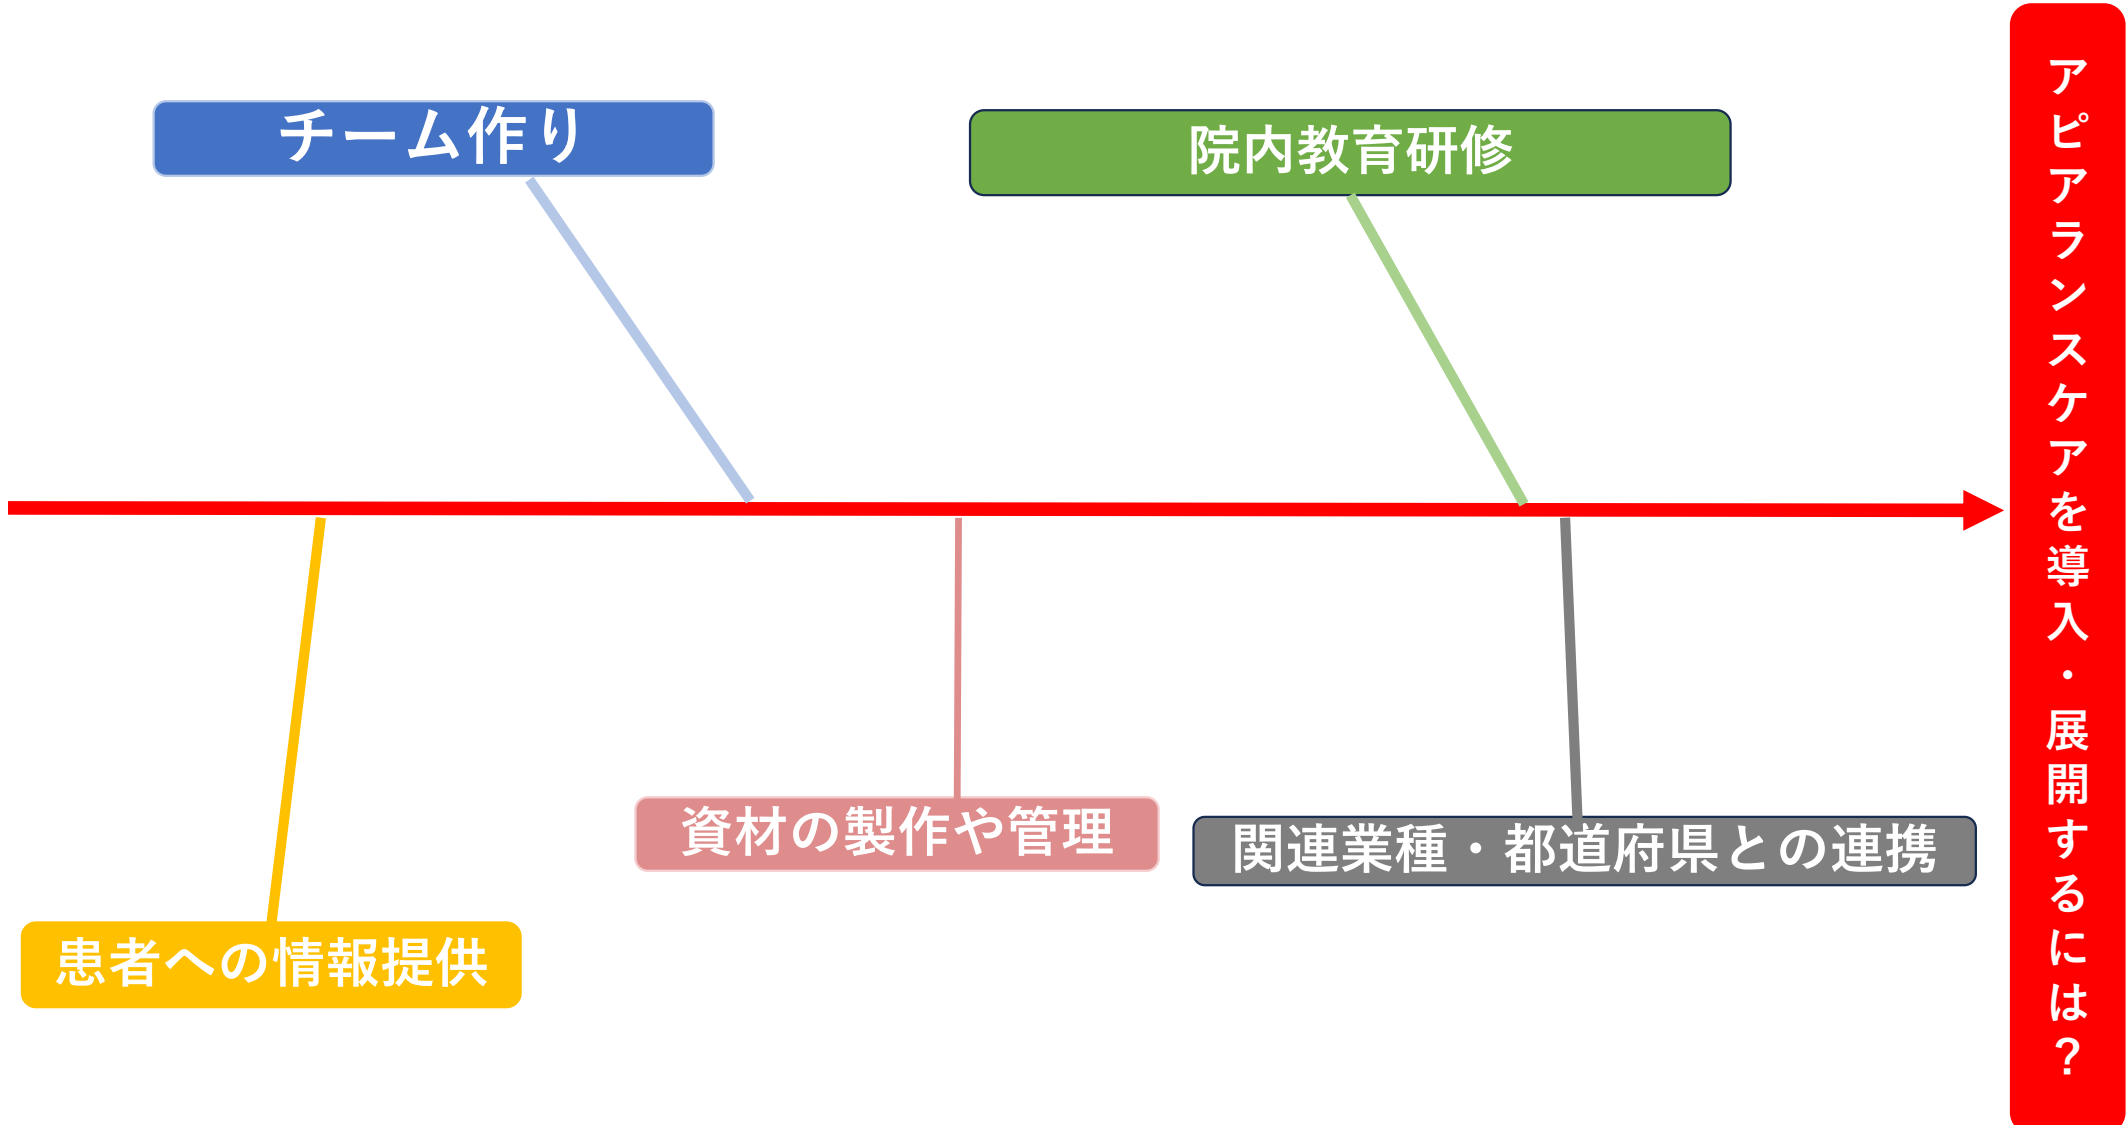 チーム作り
院内教育研修
患者への情報提供
資材の製作や管理
関連業種・都道府県との連携
アピアランスケアを導入・展開するには？